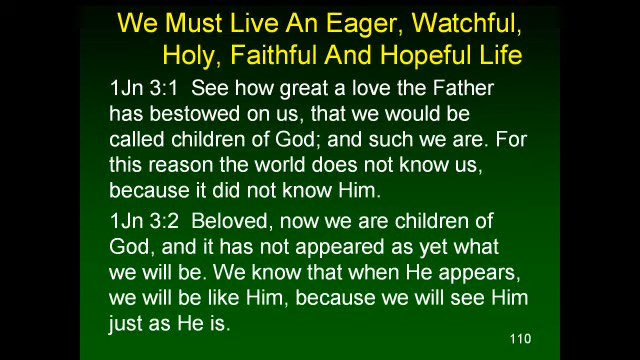 We Must Live An Eager, Watchful,
Holy, Faithful And Hopeful Life
1Jn 3:1 See how great a love the Father
has bestowed on us, that we would be
called children of God; and such we are. For
this reason the world does not know us,
because it did not know Him.
1Jn 3:2 Beloved, now we are children of
God, and it has not appeared as yet what
we will be. We know that when He appears,
we will be like Him, because we will see Him
just as He is.
110